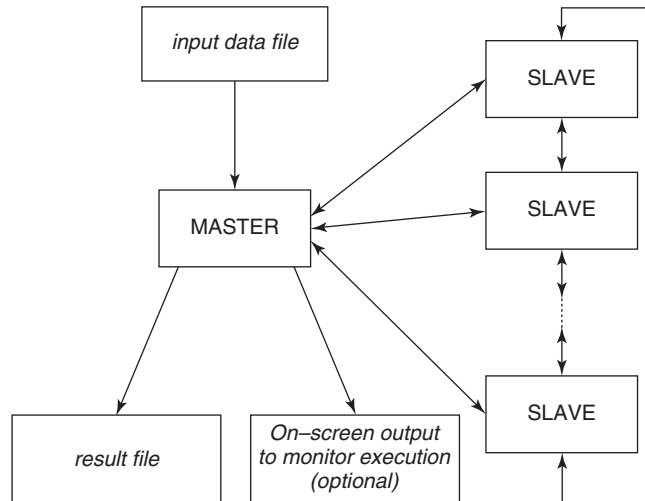 input data file
SLAVE
MASTER
SLAVE
SLAVE
result file
On–screen output
to monitor execution
(optional)